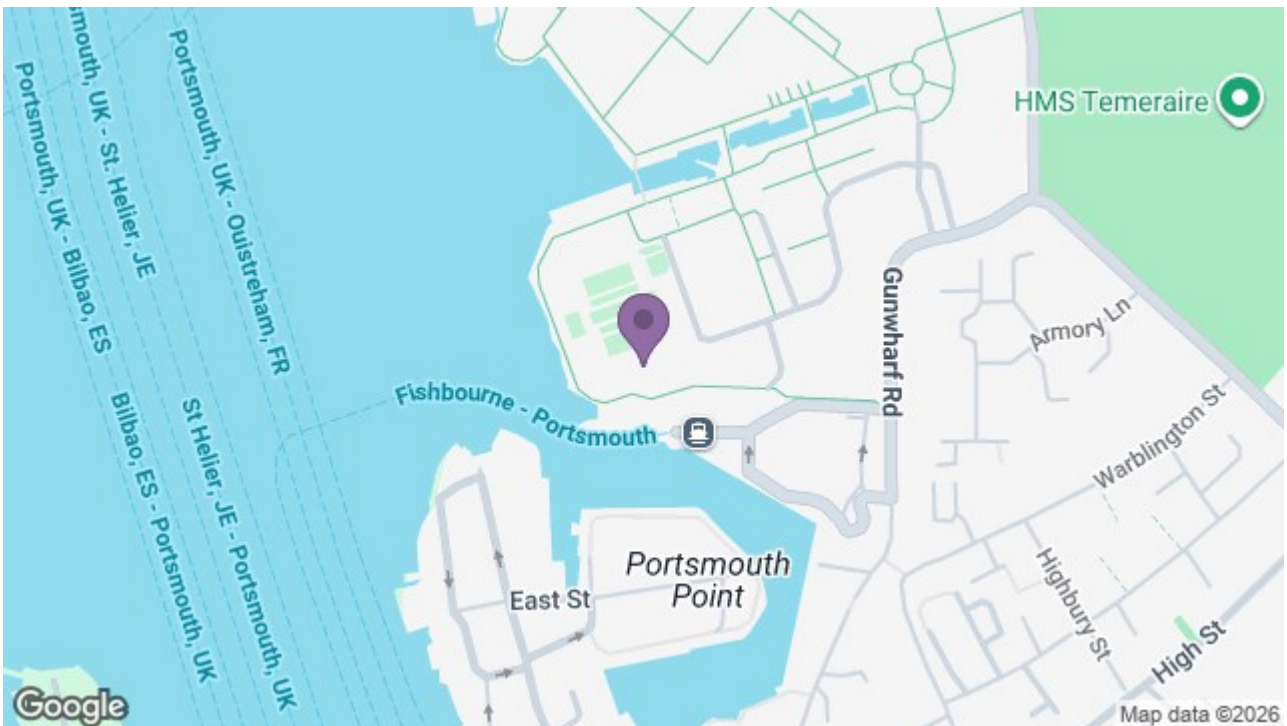 smouth, UK - St. Helier, JE
Portsmouth, UK - Bilbao, ES
Portsmouth, UK - Ouistreham, FR
HMS Temeraire
Gunwharf Rd
Armory Ln
Fishbourne - Portsmouth
Warblington St
Bilbao, ES - Portsmouth, UK
St Helier, JE - Portsmouth, UK
Portsmouth
Point
East St
Highbury St
High St
Google
Map data ©2026